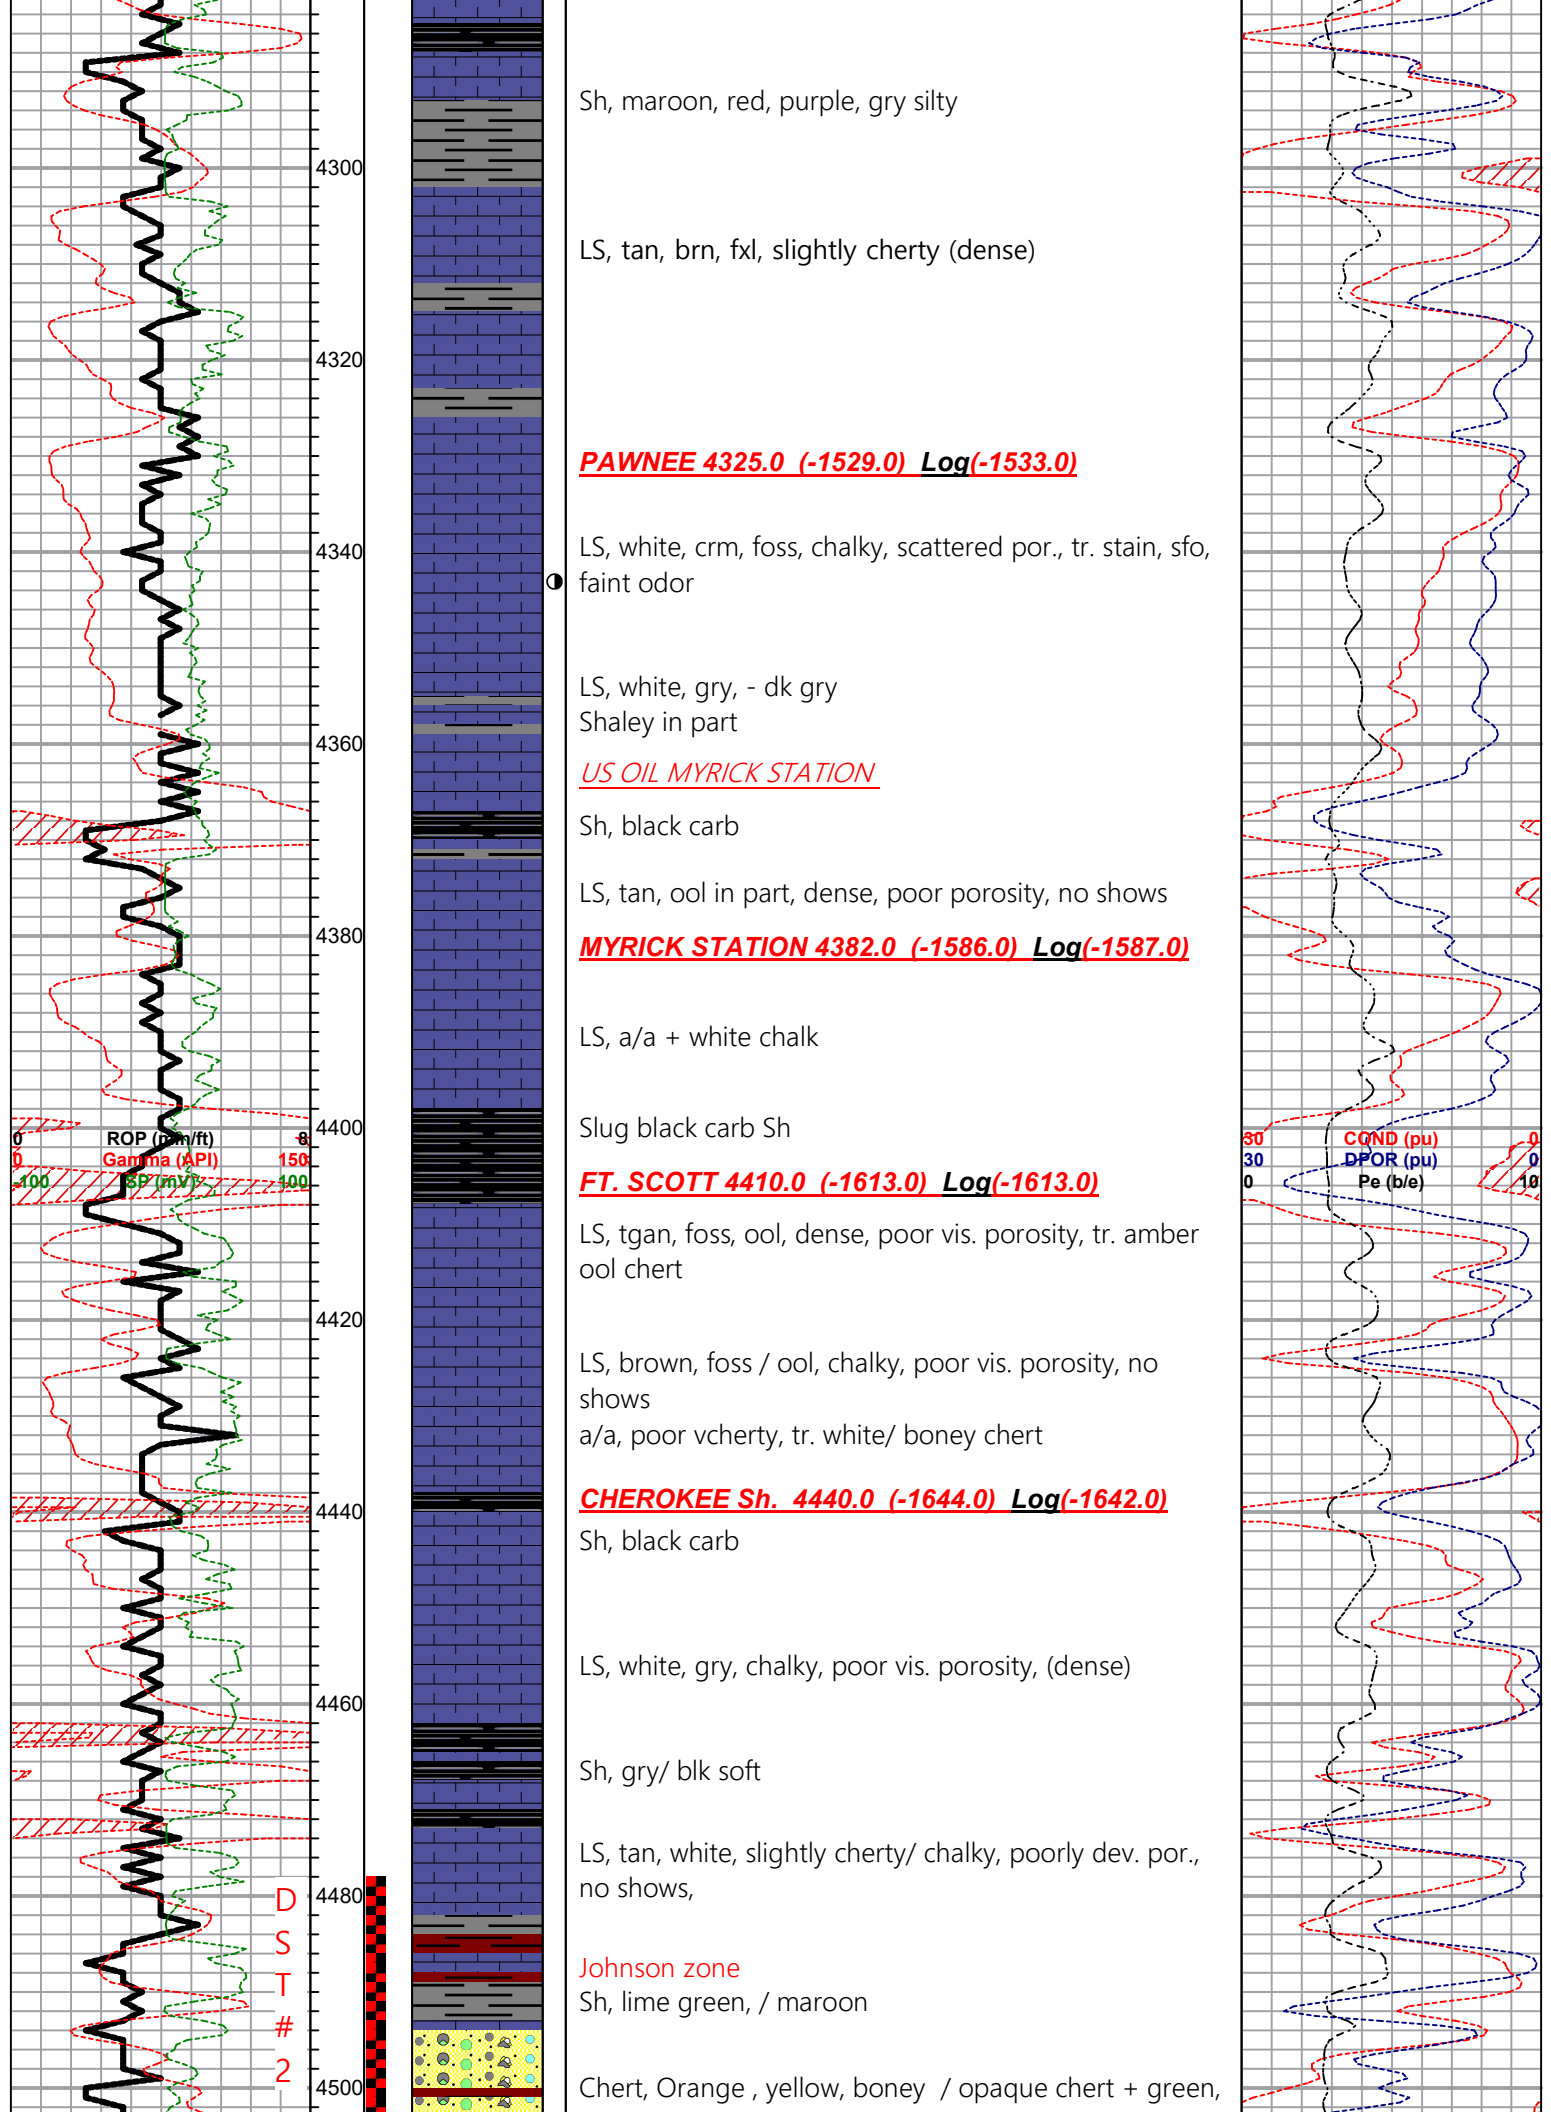 Sh, maroon, red, purple, gry silty
4300
LS, tan, brn, fxl, slightly cherty (dense)
4320
PAWNEE 4325.0 (-1529.0) Log(-1533.0)
4340
LS, white, crm, foss, chalky, scattered por., tr. stain, sfo,
faint odor
LS, white, gry, - dk gry
Shaley in part
4360
US OIL MYRICK STATION
Sh, black carb
LS, tan, ool in part, dense, poor porosity, no shows
4380
MYRICK STATION 4382.0 (-1586.0) Log(-1587.0)
LS, a/a + white chalk
4400
Slug black carb Sh
0 ROP (min/ft) 8
0 Gamma (API) 150
-100 SP (mV) 100
30 COND (pu) 0
30 DPOR (pu) 0
0 Pe (b/e) 10
FT. SCOTT 4410.0 (-1613.0) Log(-1613.0)
LS, tgan, foss, ool, dense, poor vis. porosity, tr. amber
ool chert
4420
LS, brown, foss / ool, chalky, poor vis. porosity, no
shows
a/a, poor vcherty, tr. white/ boney chert
4440
CHEROKEE Sh. 4440.0 (-1644.0) Log(-1642.0)
Sh, black carb
LS, white, gry, chalky, poor vis. porosity, (dense)
4460
Sh, gry/ blk soft
LS, tan, white, slightly cherty/ chalky, poorly dev. por.,
no shows,
4480
D
S
T
#
2
Johnson zone
Sh, lime green, / maroon
4500
Chert, Orange , yellow, boney / opaque chert + green,